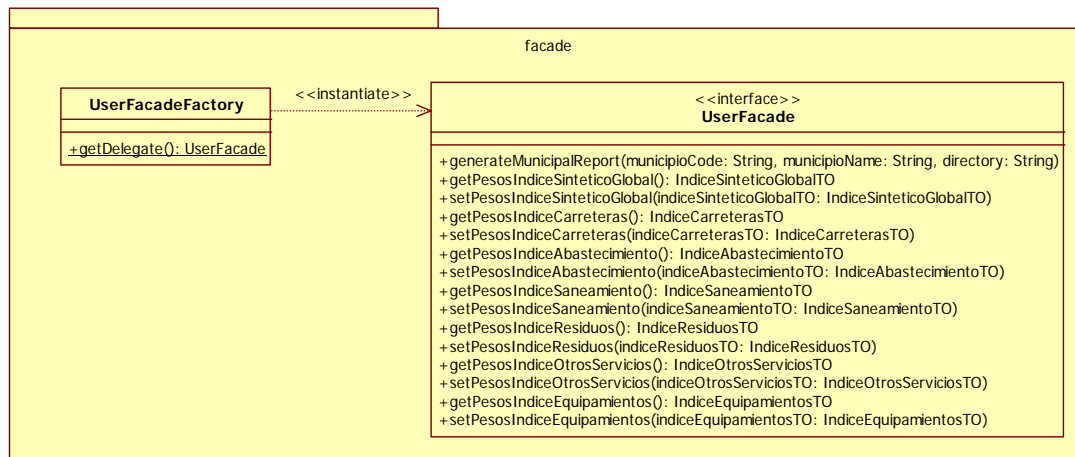 facade
UserFacadeFactory
+getDelegate(): UserFacade
<<instantiate>>
<<interface>>
UserFacade
+generateMunicipalReport(municipioCode: String, municipioName: String, directory: String)
+getPesosIndiceSinteticoGlobal(): IndiceSinteticoGlobalTO
+setPesosIndiceSinteticoGlobal(indiceSinteticoGlobalTO: IndiceSinteticoGlobalTO)
+getPesosIndiceCarreteras(): IndiceCarreterasTO
+setPesosIndiceCarreteras(indiceCarreterasTO: IndiceCarreterasTO)
+getPesosIndiceAbastecimiento(): IndiceAbastecimientoTO
+setPesosIndiceAbastecimiento(indiceAbastecimientoTO: IndiceAbastecimientoTO)
+getPesosIndiceSaneamiento(): IndiceSaneamientoTO
+setPesosIndiceSaneamiento(indiceSaneamientoTO: IndiceSaneamientoTO)
+getPesosIndiceResiduos(): IndiceResiduosTO
+setPesosIndiceResiduos(indiceResiduosTO: IndiceResiduosTO)
+getPesosIndiceOtrosServicios(): IndiceOtrosServiciosTO
+setPesosIndiceOtrosServicios(indiceOtrosServiciosTO: IndiceOtrosServiciosTO)
+getPesosIndiceEquipamientos(): IndiceEquipamientosTO
+setPesosIndiceEquipamientos(indiceEquipamientosTO: IndiceEquipamientosTO)